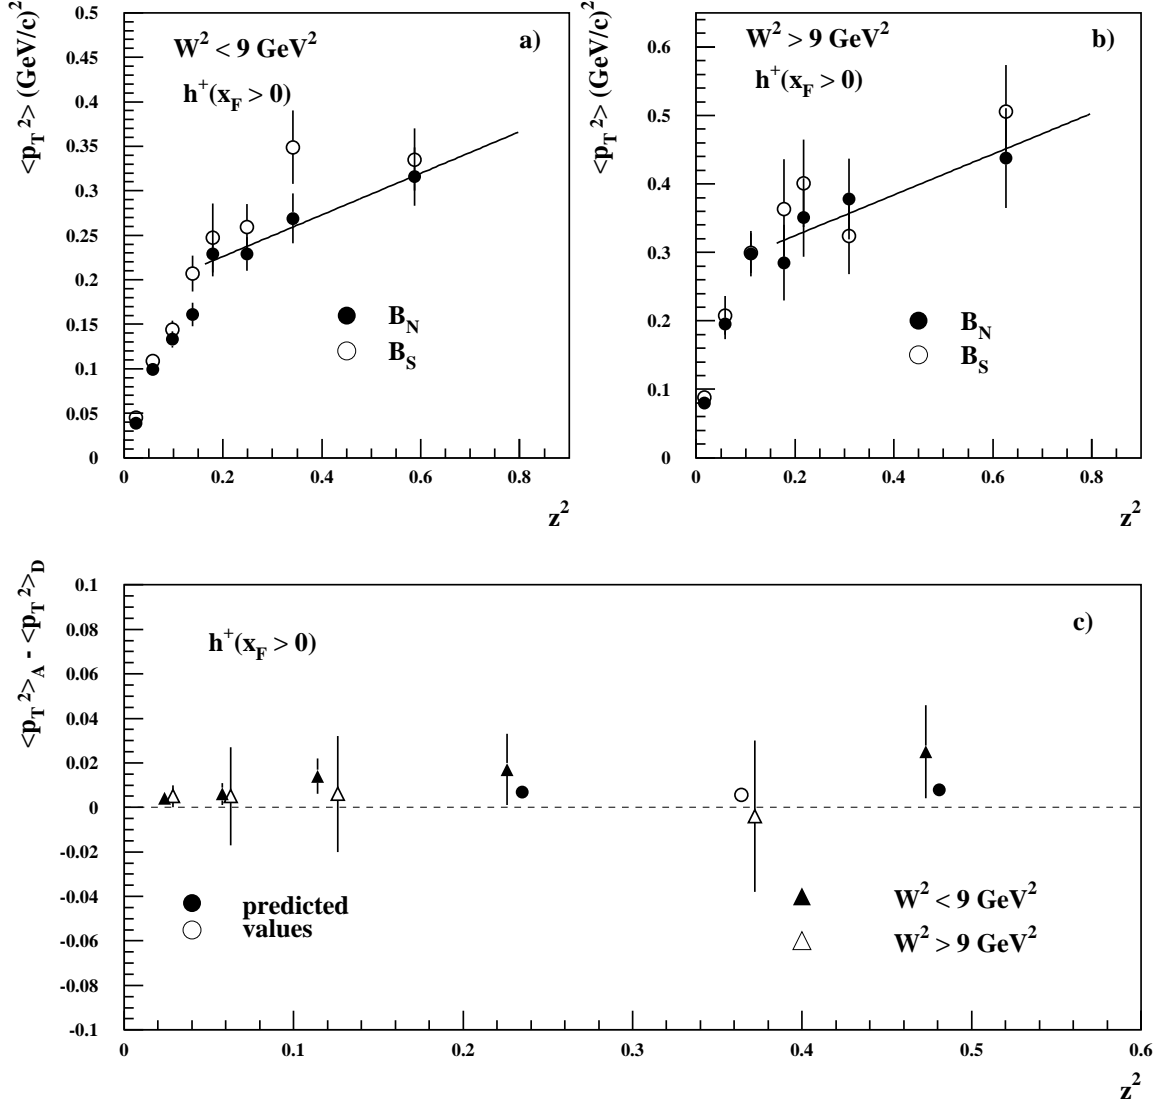 <p_T^2> (GeV/c)^2
W^2 < 9 GeV^2
a)
h^+(x_F > 0)
B_N
B_S
0.5
0.45
0.4
0.35
0.3
0.25
0.2
0.15
0.1
0.05
0
0 0.2 0.4 0.6 0.8
z^2
<p_T^2> (GeV/c)^2
W^2 > 9 GeV^2
b)
h^+(x_F > 0)
B_N
B_S
0.6
0.5
0.4
0.3
0.2
0.1
0
0 0.2 0.4 0.6 0.8
z^2
<p_T^2>_A - <p_T^2>_D
h^+(x_F > 0)
c)
0.1
0.08
0.06
0.04
0.02
0
-0.02
-0.04
-0.06
-0.08
-0.1
predicted
values
W^2 < 9 GeV^2
W^2 > 9 GeV^2
0 0.1 0.2 0.3 0.4 0.5 0.6
z^2